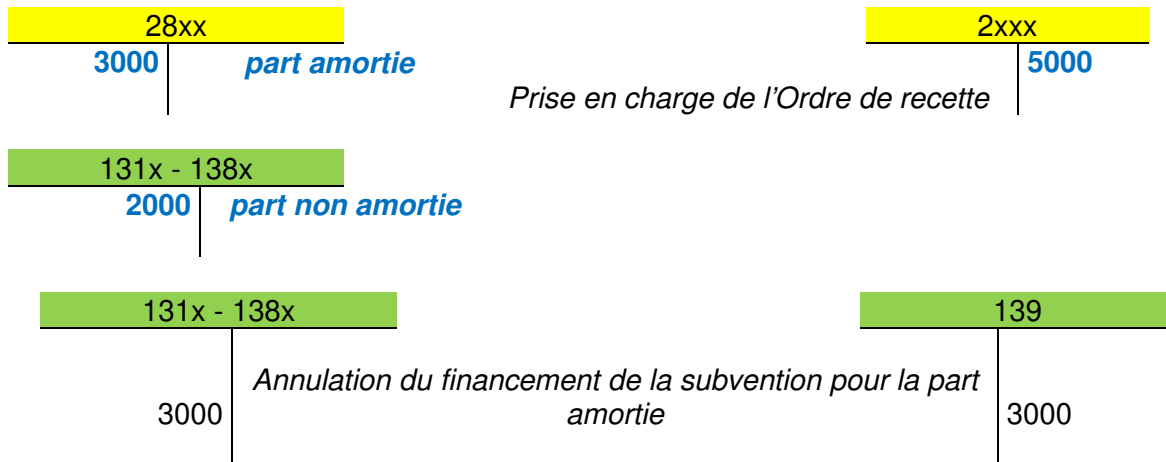 28xx 2xxx
3000 part amortie 5000
Prise en charge de l'Ordre de recette
131x - 138x
2000 part non amortie
131x - 138x 139
Annulation du financement de la subvention pour la part
3000 amortie 3000